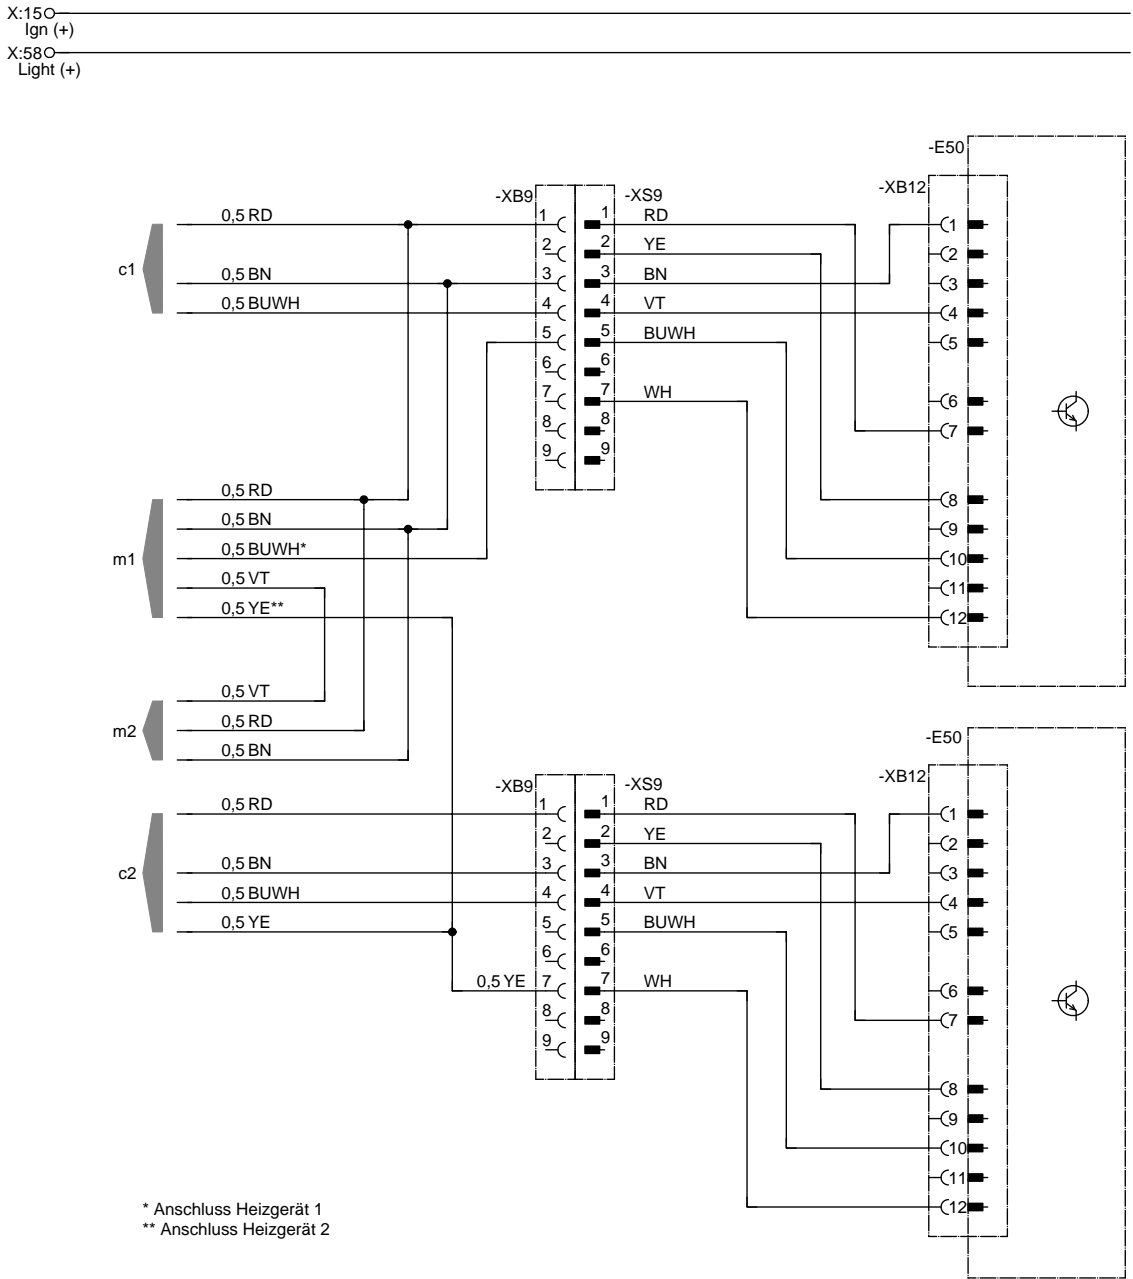 X:15
Ign (+)
X:58
Light (+)
-E50
-XB12
-XB9
-XS9
c1
0,5 RD
0,5 BN
0,5 BUWH
1
2
3
4
5
6
7
8
9
1
2
3
4
5
6
7
8
9
RD
YE
BN
VT
BUWH
WH
1
2
3
4
5
6
7
8
9
10
11
12
m1
0,5 RD
0,5 BN
0,5 BUWH*
0,5 VT
0,5 YE**
m2
0,5 VT
0,5 RD
0,5 BN
-E50
-XB12
-XB9
-XS9
c2
0,5 RD
0,5 BN
0,5 BUWH
0,5 YE
0,5 YE
1
2
3
4
5
6
7
8
9
1
2
3
4
5
6
7
8
9
RD
YE
BN
VT
BUWH
WH
1
2
3
4
5
6
7
8
9
10
11
12
* Anschluss Heizgerät 1
** Anschluss Heizgerät 2